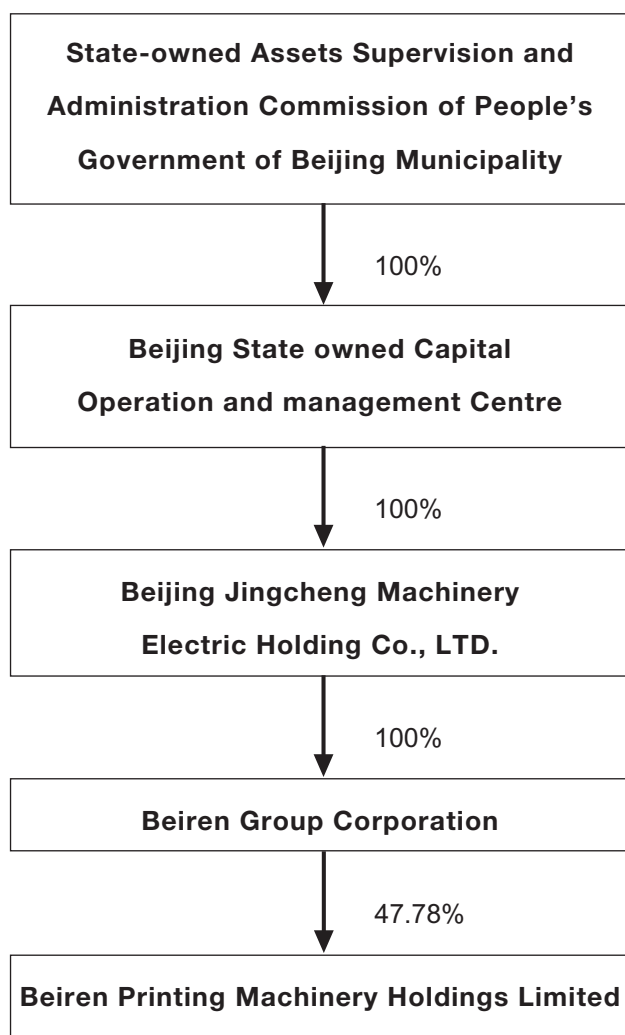 State-owned Assets Supervision and
Administration Commission of People’s
Government of Beijing Municipality
100%
Beijing State owned Capital
Operation and management Centre
100%
Beijing Jingcheng Machinery
Electric Holding Co., LTD.
100%
Beiren Group Corporation
47.78%
Beiren Printing Machinery Holdings Limited